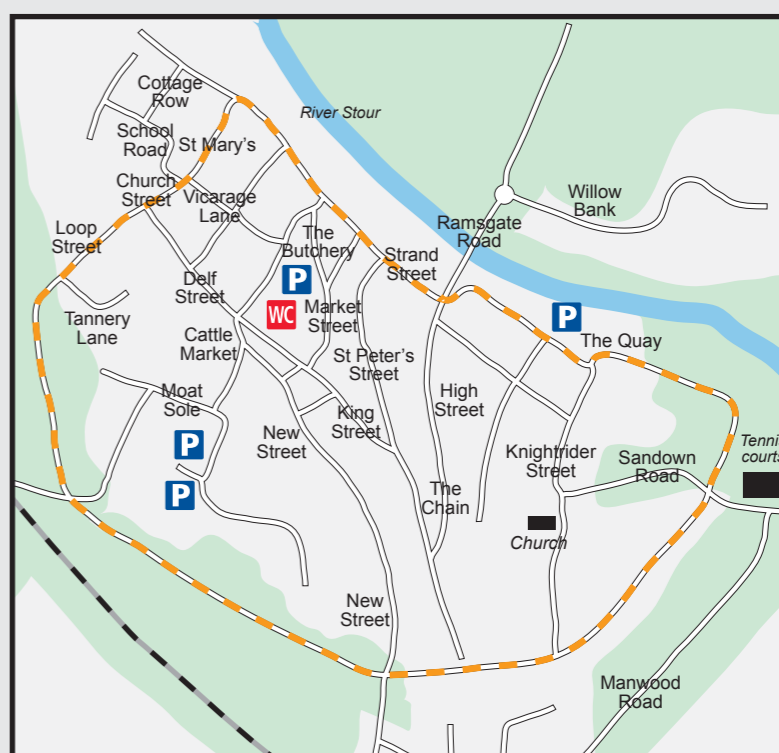 Cottage
Row
River Stour
School
Road
St Mary's
Church
Street
Vicarage
Lane
Willow
Bank
Loop
Street
The
Butchery
Ramsgate
Road
Strand
Street
Delf
Street
P
P
WC
Market
Street
Tannery
Lane
Cattle
Market
The Quay
St Peter's
Street
Moat
Sole
High
Street
King
Street
New
Street
P
Knightrider
Street
Sandown
Road
Tenni
courts
P
The
Chain
Church
New
Street
Manwood
Road